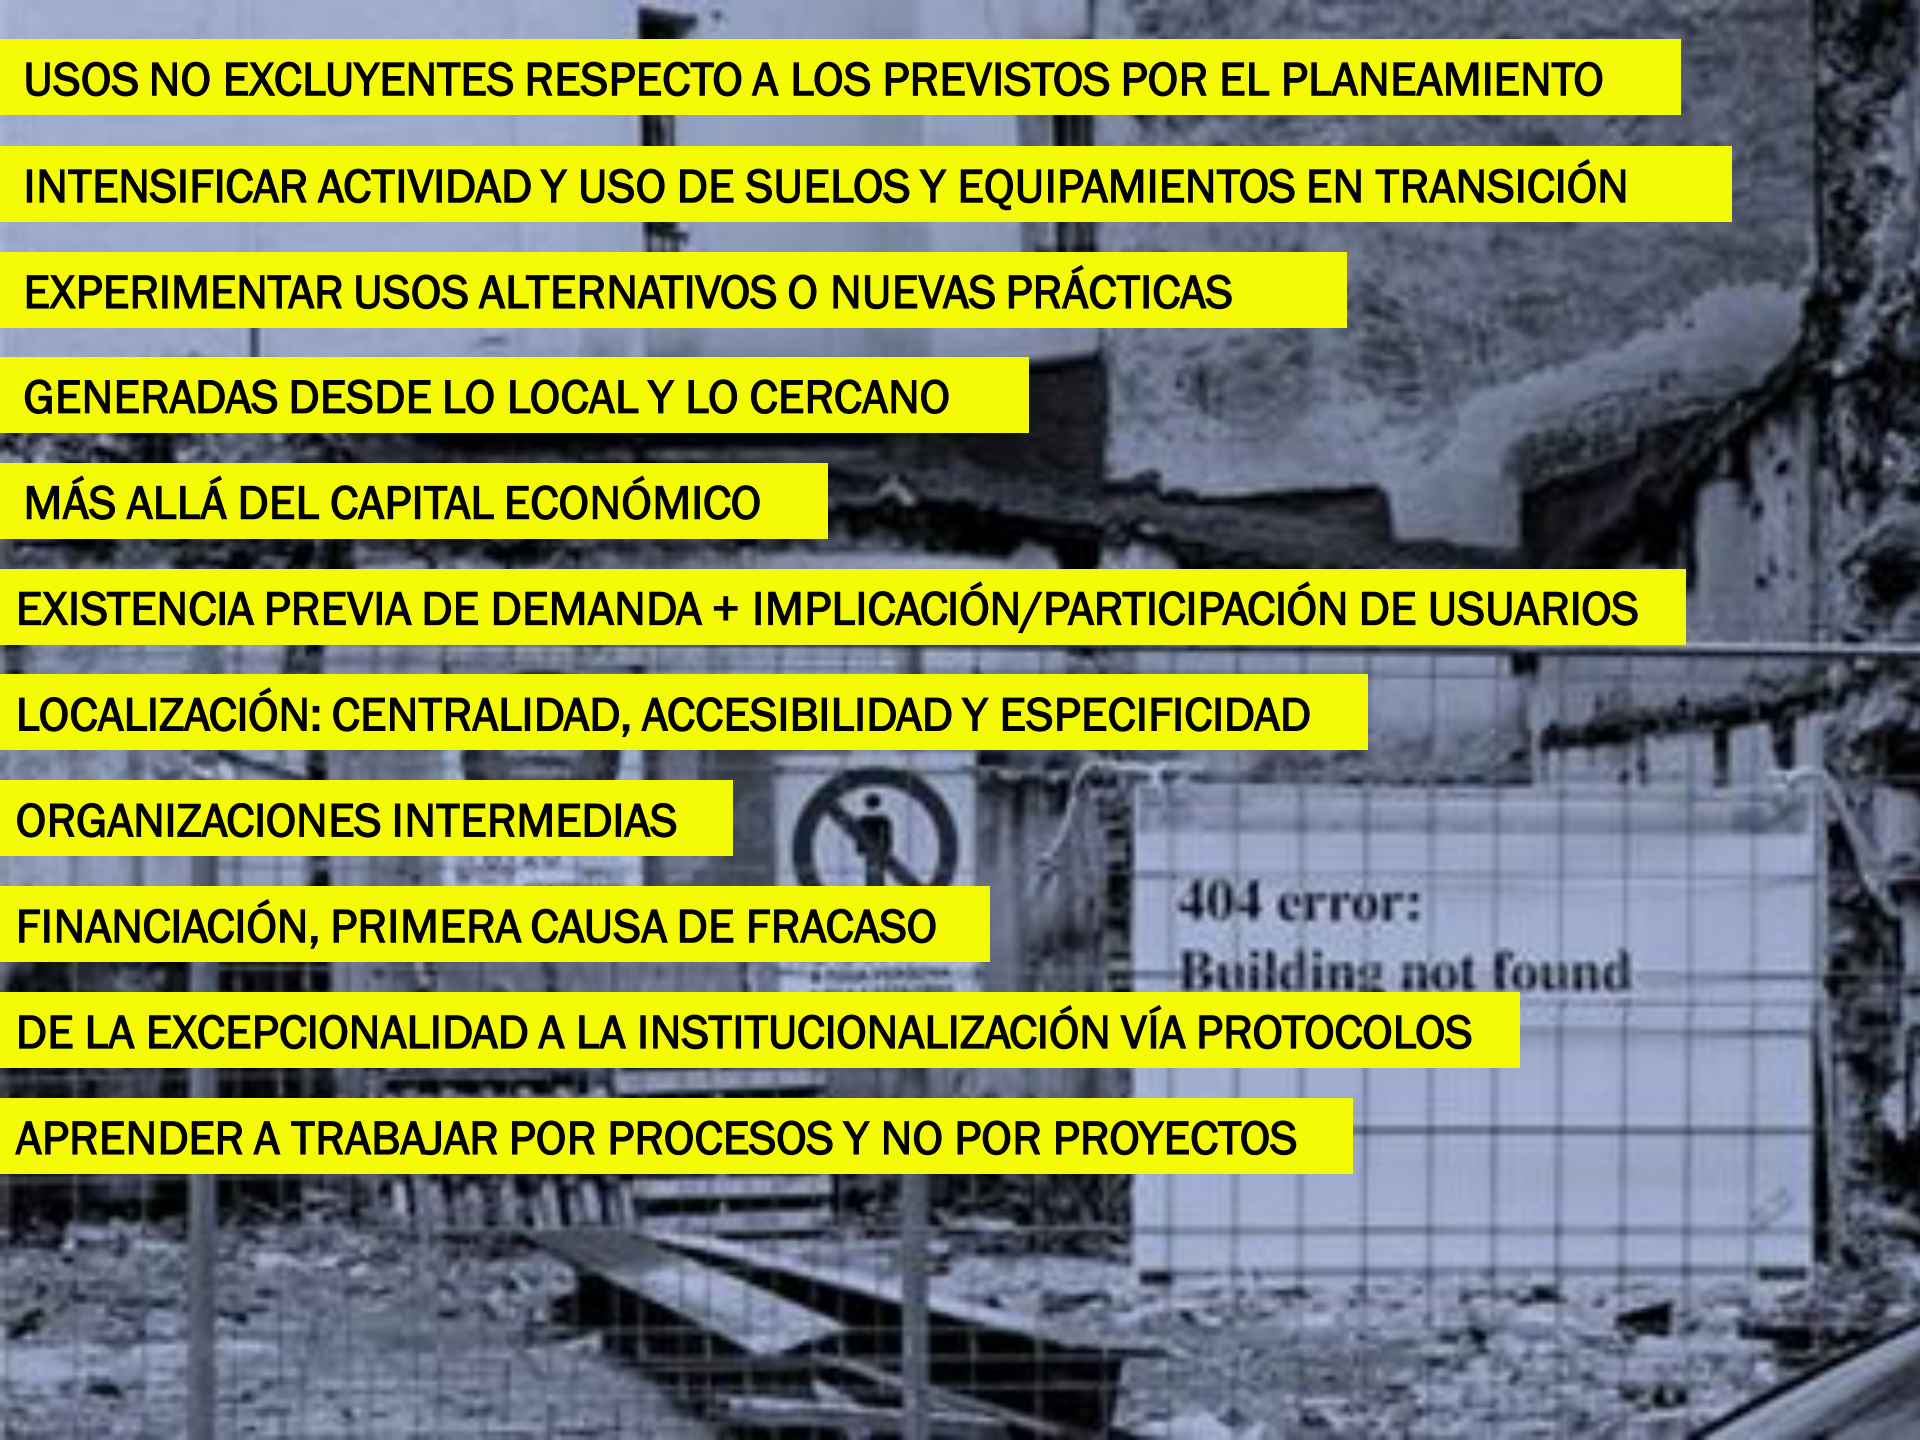 USOS NO EXCLUYENTES RESPECTO A LOS PREVISTOS POR EL PLANEAMIENTO
INTENSIFICAR ACTIVIDAD Y USO DE SUELOS Y EQUIPAMIENTOS EN TRANSICIÓN
EXPERIMENTAR USOS ALTERNATIVOS O NUEVAS PRÁCTICAS
GENERADAS DESDE LO LOCAL Y LO CERCANO
MÁS ALLÁ DEL CAPITAL ECONÓMICO
EXISTENCIA PREVIA DE DEMANDA + IMPLICACIÓN/PARTICIPACIÓN DE USUARIOS
LOCALIZACIÓN: CENTRALIDAD, ACCESIBILIDAD Y ESPECIFICIDAD
ORGANIZACIONES INTERMEDIAS
FINANCIACIÓN, PRIMERA CAUSA DE FRACASO
404 error:
Building not found
DE LA EXCEPCIONALIDAD A LA INSTITUCIONALIZACIÓN VÍA PROTOCOLOS
APRENDER A TRABAJAR POR PROCESOS Y NO POR PROYECTOS